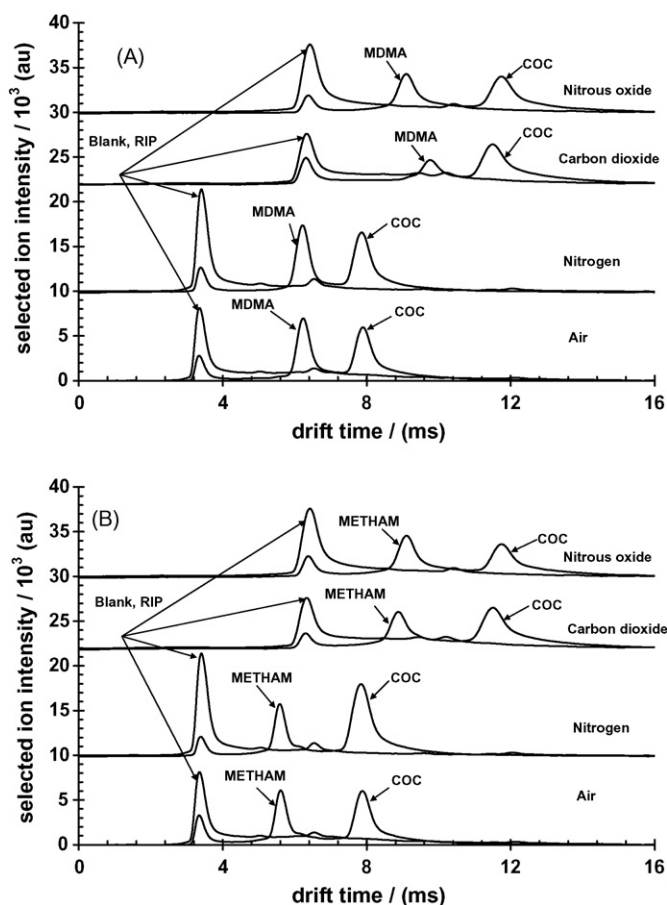 (A)
40
30
20
10
5
0
selected ion intensity / 10³ (au)
MDMA
COC
Nitrous oxide
Blank, RIP
MDMA
COC
Carbon dioxide
MDMA
COC
Nitrogen
MDMA
COC
Air
0 4 8 12 16
drift time / (ms)
(B)
40
35
30
25
20
15
10
5
0
selected ion intensity / 10³ (au)
METHAM
COC
Nitrous oxide
Blank, RIP
METHAM
COC
Carbon dioxide
METHAM
COC
Nitrogen
METHAM
COC
Air
0 4 8 12 16
drift time / (ms)